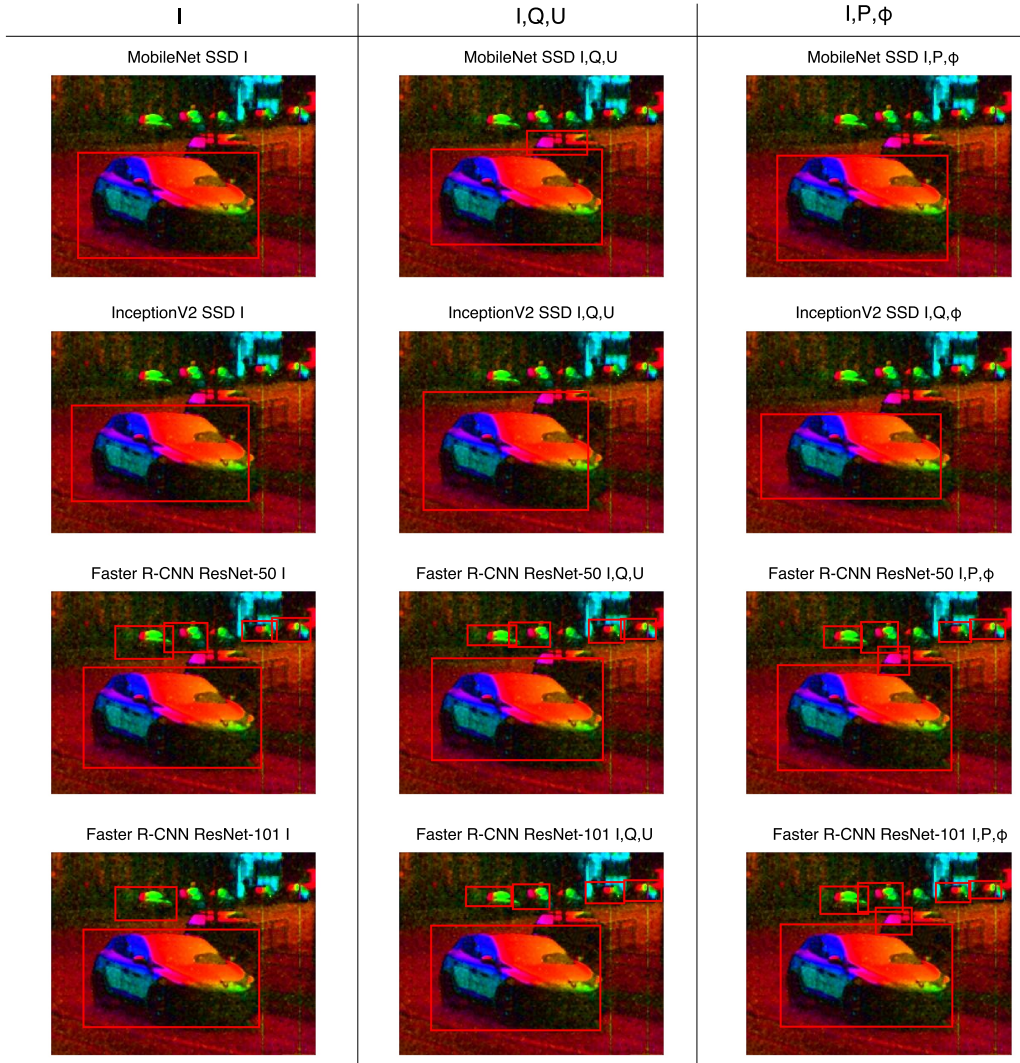 I I,Q,U I,P,ϕ
MobileNet SSD I MobileNet SSD I,Q,U MobileNet SSD I,P,ϕ
InceptionV2 SSD I InceptionV2 SSD I,Q,U InceptionV2 SSD I,Q,ϕ
Faster R-CNN ResNet-50 I Faster R-CNN ResNet-50 I,Q,U Faster R-CNN ResNet-50 I,P,ϕ
Faster R-CNN ResNet-101 I Faster R-CNN ResNet-101 I,Q,U Faster R-CNN ResNet-101 I,P,ϕ